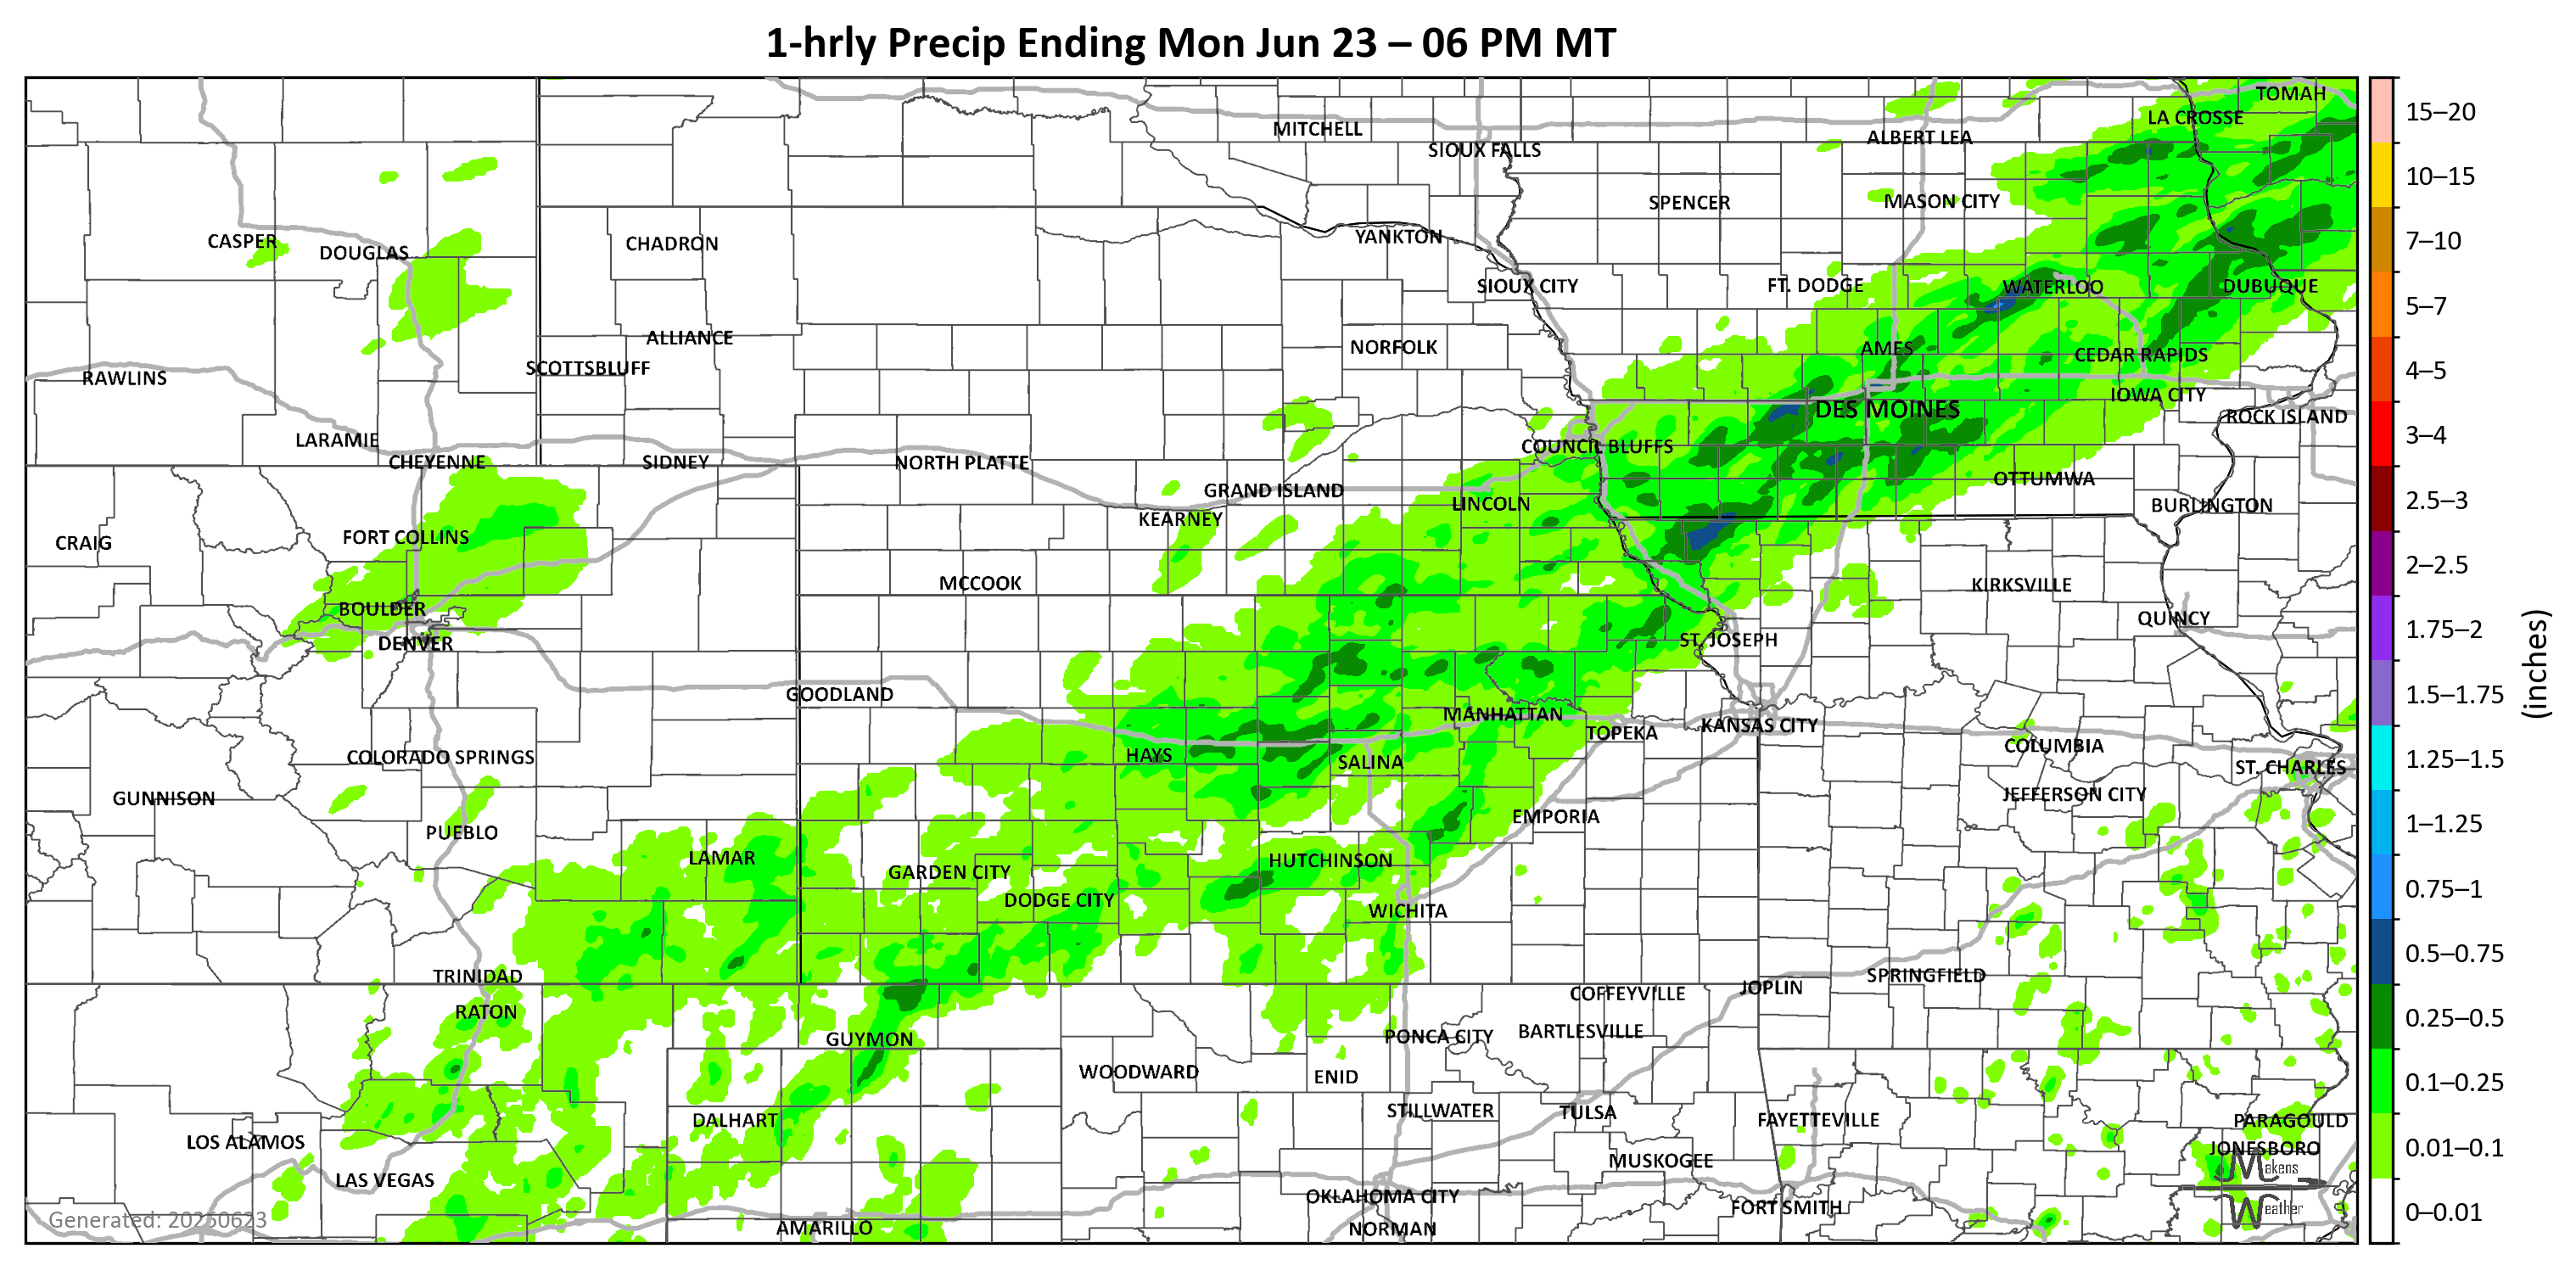 1-hrly Precip Ending Mon Jun 23 – 06 PM MT
TOMAH
LA CROSSE
MITCHELL
ALBERT LEA
SIOUX FALLS
SPENCER
MASON CITY
CASPER
DOUGLAS
CHADRON
YANKTON
SIOUX CITY
FT. DODGE
WATERLOO
DUBUQUE
ALLIANCE
NORFOLK
AMES
CEDAR RAPIDS
RAWLINS
SCOTTSBLUFF
IOWA CITY
DES MOINES
ROCK ISLAND
LARAMIE
COUNCIL BLUFFS
CHEYENNE
SIDNEY
NORTH PLATTE
OTTUMWA
GRAND ISLAND
LINCOLN
BURLINGTON
KEARNEY
CRAIG
FORT COLLINS
MCCOOK
KIRKSVILLE
BOULDER
QUINCY
DENVER
ST. JOSEPH
GOODLAND
MANHATTAN
TOPEKA
KANSAS CITY
COLUMBIA
COLORADO SPRINGS
HAYS
SALINA
ST. CHARLES
GUNNISON
JEFFERSON CITY
PUEBLO
EMPORIA
LAMAR
GARDEN CITY
HUTCHINSON
DODGE CITY
WICHITA
TRINIDAD
SPRINGFIELD
JOPLIN
COFFEYVILLE
RATON
GUYMON
PONCA CITY
BARTLESVILLE
WOODWARD
ENID
DALHART
STILLWATER
TULSA
FAYETTEVILLE
PARAGOULD
LOS ALAMOS
JONESBORO
LAS VEGAS
MUSKOGEE
OKLAHOMA CITY
FORT SMITH
AMARILLO
NORMAN
Generated: 20250623
Makens
Weather
15–20
10–15
7–10
5–7
4–5
3–4
2.5–3
2–2.5
1.75–2
1.5–1.75
1.25–1.5
1–1.25
0.75–1
0.5–0.75
0.25–0.5
0.1–0.25
0.01–0.1
0–0.01
(inches)